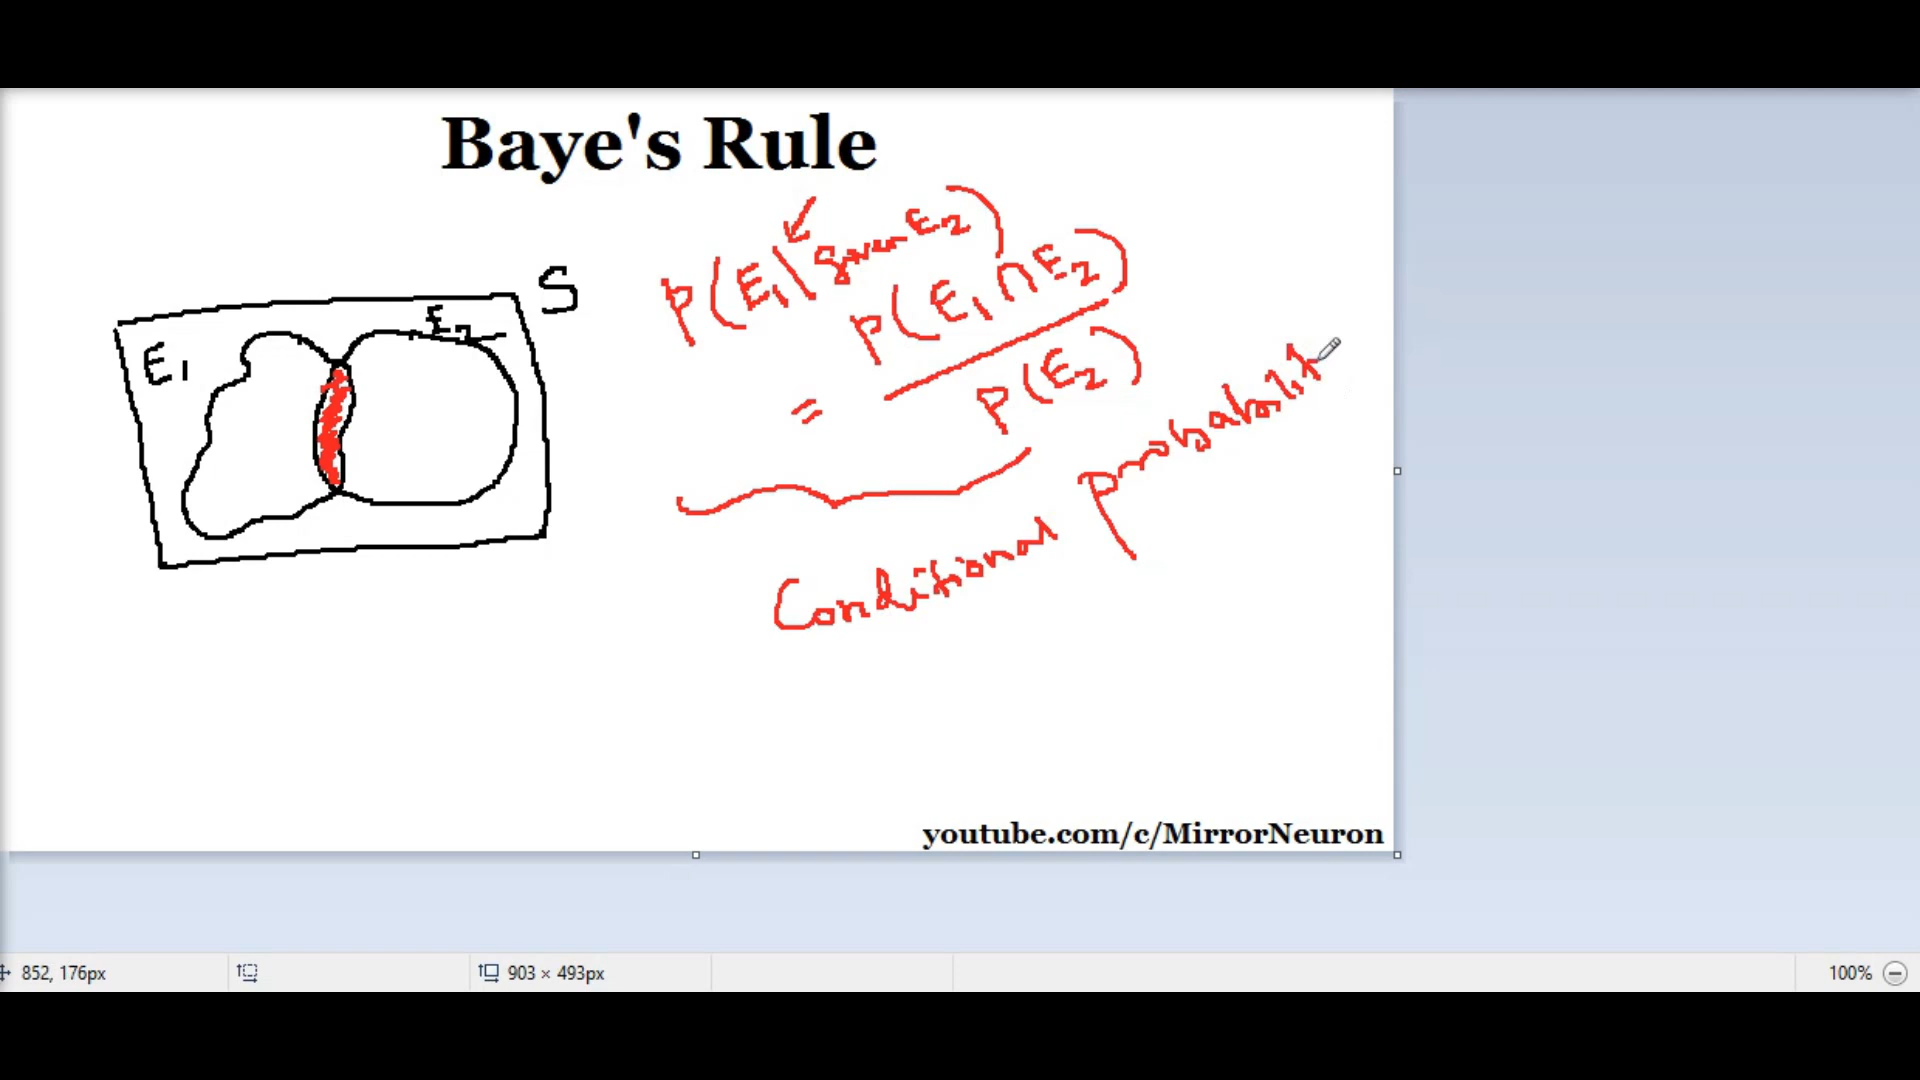 Baye's Rule
S
E1
E2
P(E1|given E2)
= P(E1∩E2)
P(E2)
Conditional Probabilit
youtube.com/c/MirrorNeuron
852, 176px
903 × 493px
100%